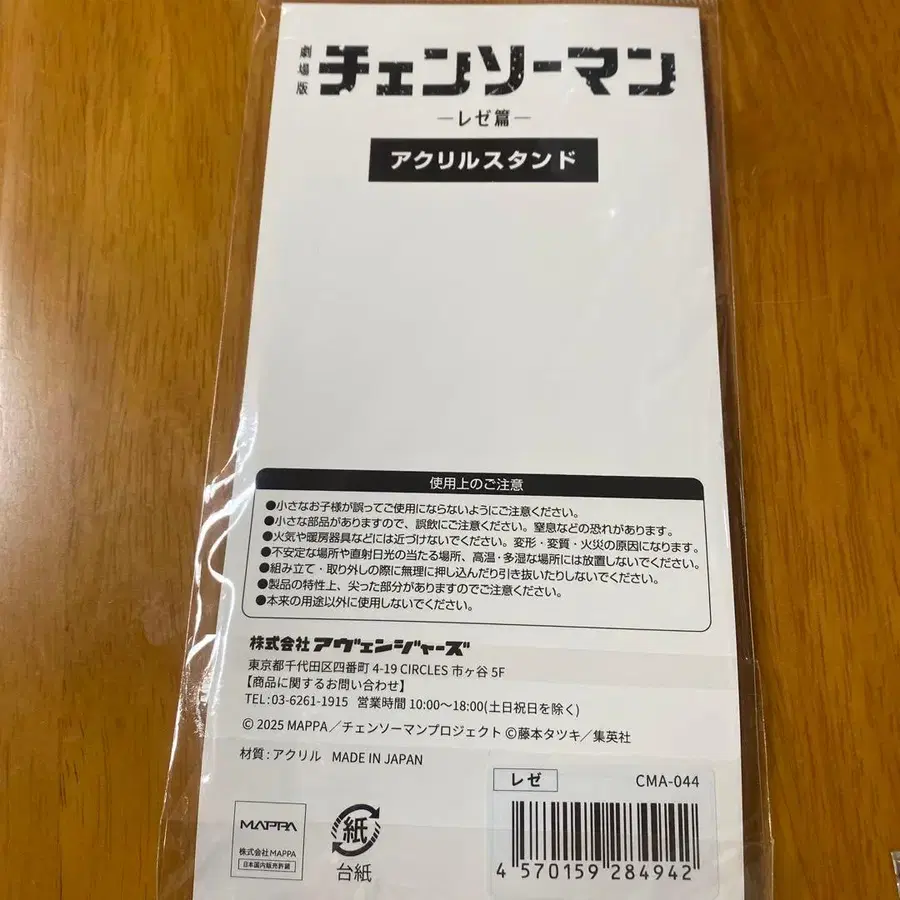 劇場版 チェンソーマン
―レゼ篇―
アクリルスタンド
使用上のご注意
●小さなお子様が誤ってご使用にならないようにご注意ください。
●小さな部品がありますので、誤飲にご注意ください。窒息などの恐れがあります。
●火気や暖房器具などには近づけないでください。変形・変質・火災の原因になります。
●不安定な場所や直射日光の当たる場所、高温・多湿な場所には放置しないでください。
●組み立て・取り外しの際に無理に押し込んだり引き抜いたりしないでください。
●製品の特性上、尖った部分がありますのでご注意ください。
●本来の用途以外に使用しないでください。
株式会社アヴェンジャーズ
東京都千代田区四番町 4-19 CIRCLES 市ヶ谷 5F
【商品に関するお問い合わせ】
TEL:03-6261-1915 営業時間 10:00〜18:00(土日祝日を除く)
© 2025 MAPPA／チェンソーマンプロジェクト ©藤本タツキ／集英社
材質：アクリル MADE IN JAPAN
レゼ CMA-044
MAPPA
株式会社MAPPA
日本国内販売許諾
紙
台紙
4 570159 284942